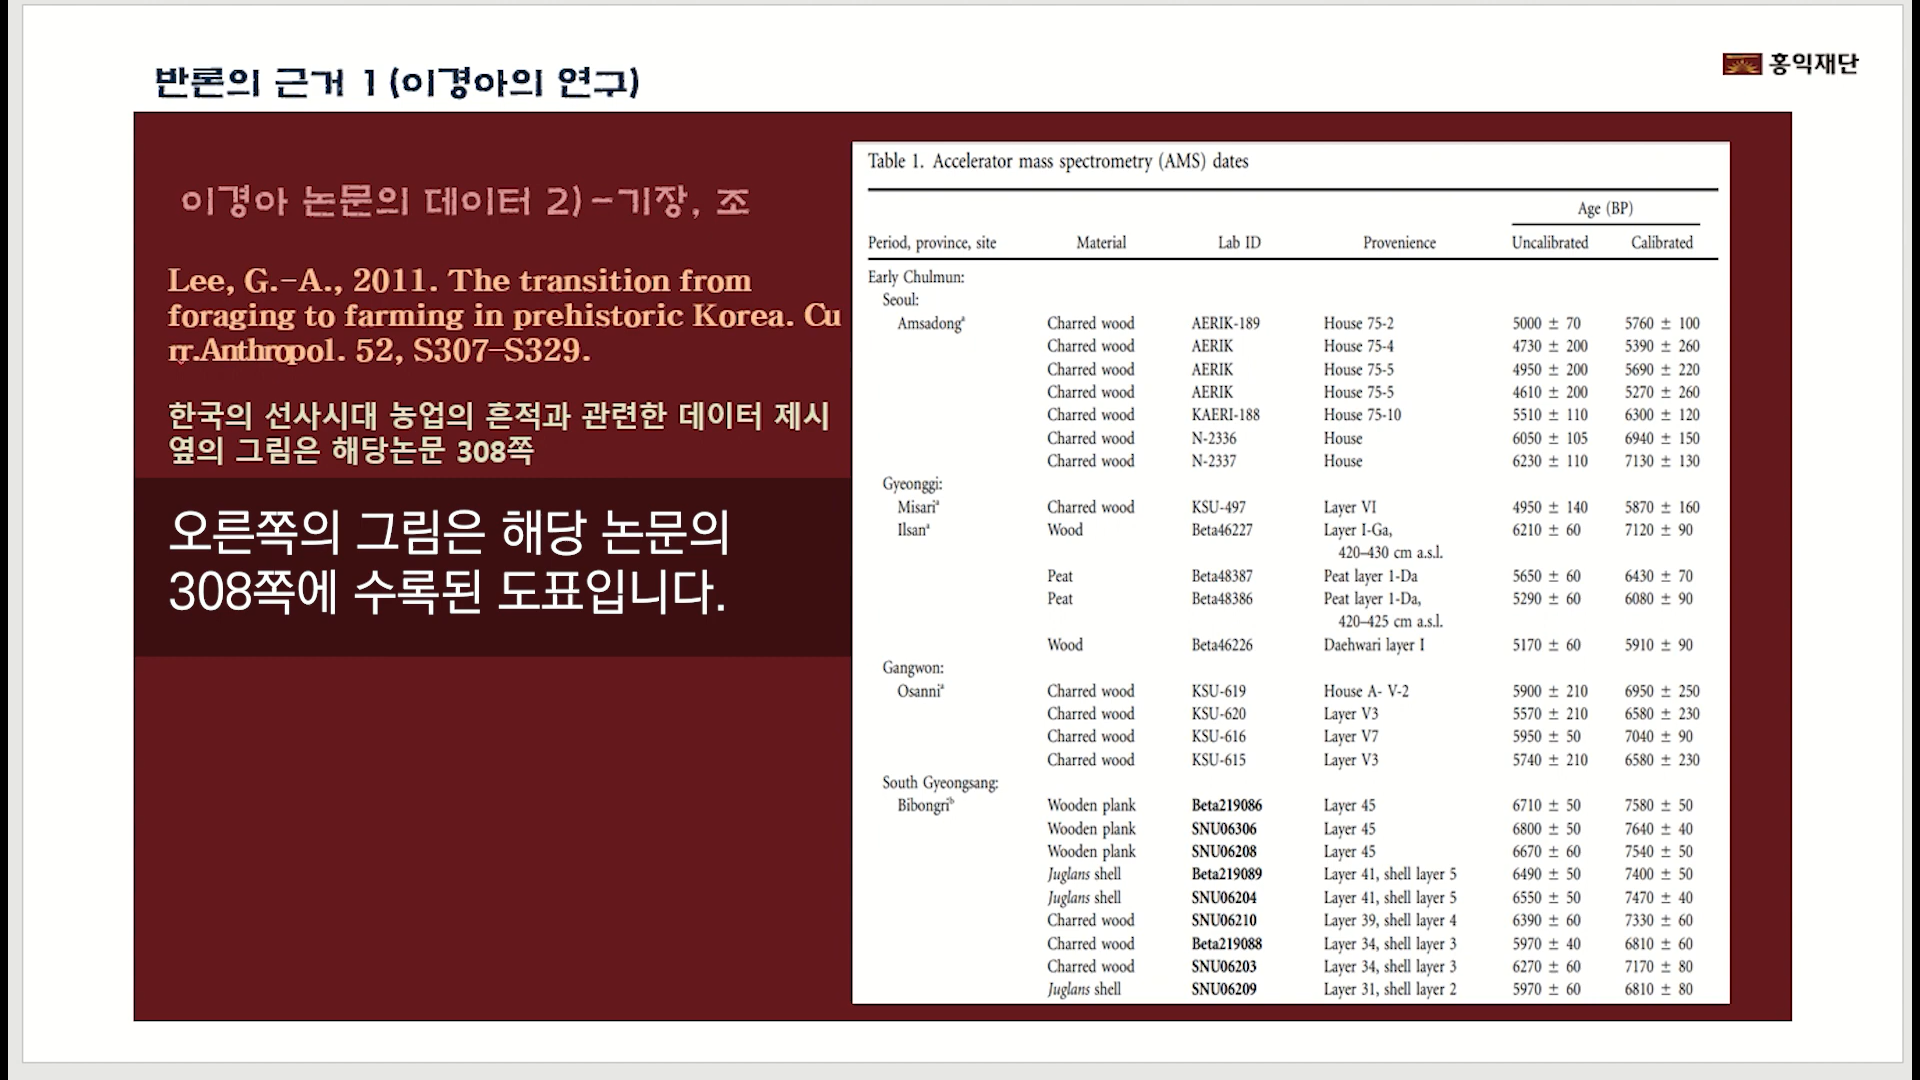 반론의 근거 1 (이경아의 연구)
홍익재단
이경아 논문의 데이터 2)-기장, 조
Lee, G.-A., 2011. The transition from
foraging to farming in prehistoric Korea. Cu
rr.Anthropol. 52, S307–S329.
한국의 선사시대 농업의 흔적과 관련한 데이터 제시
옆의 그림은 해당논문 308쪽
오른쪽의 그림은 해당 논문의
308쪽에 수록된 도표입니다.
Table 1. Accelerator mass spectrometry (AMS) dates
Age (BP)
Period, province, site Material Lab ID Provenience Uncalibrated Calibrated
Early Chulmun:
Seoul:
Amsadongª Charred wood AERIK-189 House 75-2 5000 ± 70 5760 ± 100
Charred wood AERIK House 75-4 4730 ± 200 5390 ± 260
Charred wood AERIK House 75-5 4950 ± 200 5690 ± 220
Charred wood AERIK House 75-5 4610 ± 200 5270 ± 260
Charred wood KAERI-188 House 75-10 5510 ± 110 6300 ± 120
Charred wood N-2336 House 6050 ± 105 6940 ± 150
Charred wood N-2337 House 6230 ± 110 7130 ± 130
Gyeonggi:
Misariª Charred wood KSU-497 Layer VI 4950 ± 140 5870 ± 160
Ilsanª Wood Beta46227 Layer I-Ga, 6210 ± 60 7120 ± 90
420–430 cm a.s.l.
Peat Beta48387 Peat layer 1-Da 5650 ± 60 6430 ± 70
Peat Beta48386 Peat layer 1-Da, 5290 ± 60 6080 ± 90
420–425 cm a.s.l.
Wood Beta46226 Daehwari layer I 5170 ± 60 5910 ± 90
Gangwon:
Osanniª Charred wood KSU-619 House A- V-2 5900 ± 210 6950 ± 250
Charred wood KSU-620 Layer V3 5570 ± 210 6580 ± 230
Charred wood KSU-616 Layer V7 5950 ± 50 7040 ± 90
Charred wood KSU-615 Layer V3 5740 ± 210 6580 ± 230
South Gyeongsang:
Bibongriᵇ Wooden plank Beta219086 Layer 45 6710 ± 50 7580 ± 50
Wooden plank SNU06306 Layer 45 6800 ± 50 7640 ± 40
Wooden plank SNU06208 Layer 45 6670 ± 60 7540 ± 50
Juglans shell Beta219089 Layer 41, shell layer 5 6490 ± 50 7400 ± 50
Juglans shell SNU06204 Layer 41, shell layer 5 6550 ± 50 7470 ± 40
Charred wood SNU06210 Layer 39, shell layer 4 6390 ± 60 7330 ± 60
Charred wood Beta219088 Layer 34, shell layer 3 5970 ± 40 6810 ± 60
Charred wood SNU06203 Layer 34, shell layer 3 6270 ± 60 7170 ± 80
Juglans shell SNU06209 Layer 31, shell layer 2 5970 ± 60 6810 ± 80